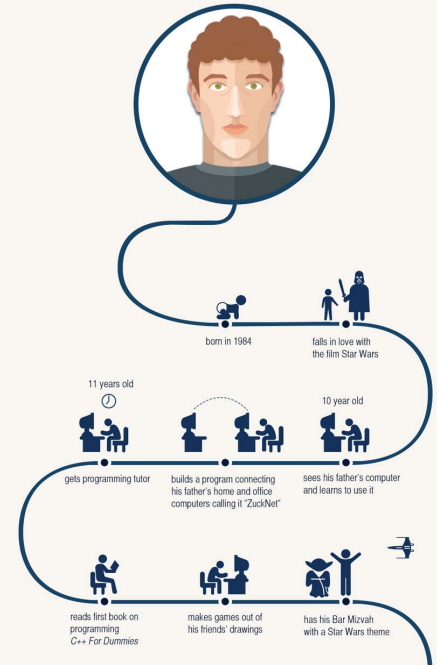 born in 1984
falls in love with
the film Star Wars
10 year old
sees his father's computer
and learns to use it
builds a program connecting
his father's home and office
computers calling it "ZuckNet"
11 years old
gets programming tutor
reads first book on
programming
C++ For Dummies
makes games out of
his friends' drawings
has his Bar Mizvah
with a Star Wars theme